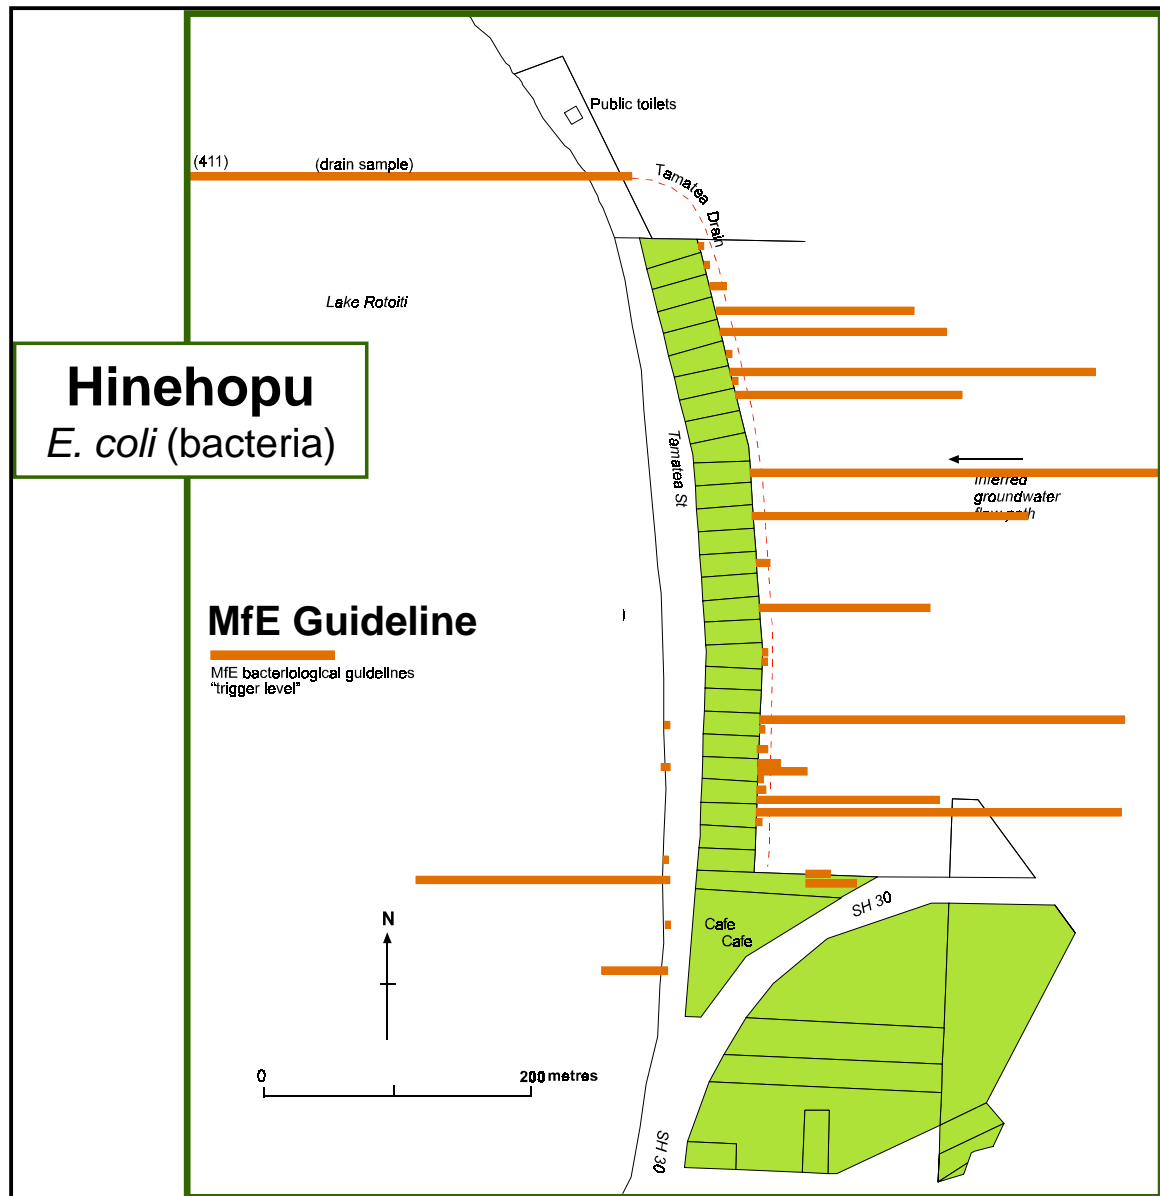 Public toilets
(411)
(drain sample)
Tamatea Drain
Lake Rotoiti
Hinehopu
E. coli (bacteria)
Tamatea St
Inferred
groundwater
flow path
MfE Guideline
MfE bacteriological guidelines
"trigger level"
SH 30
Cafe
Cafe
N
0
200 metres
SH 30